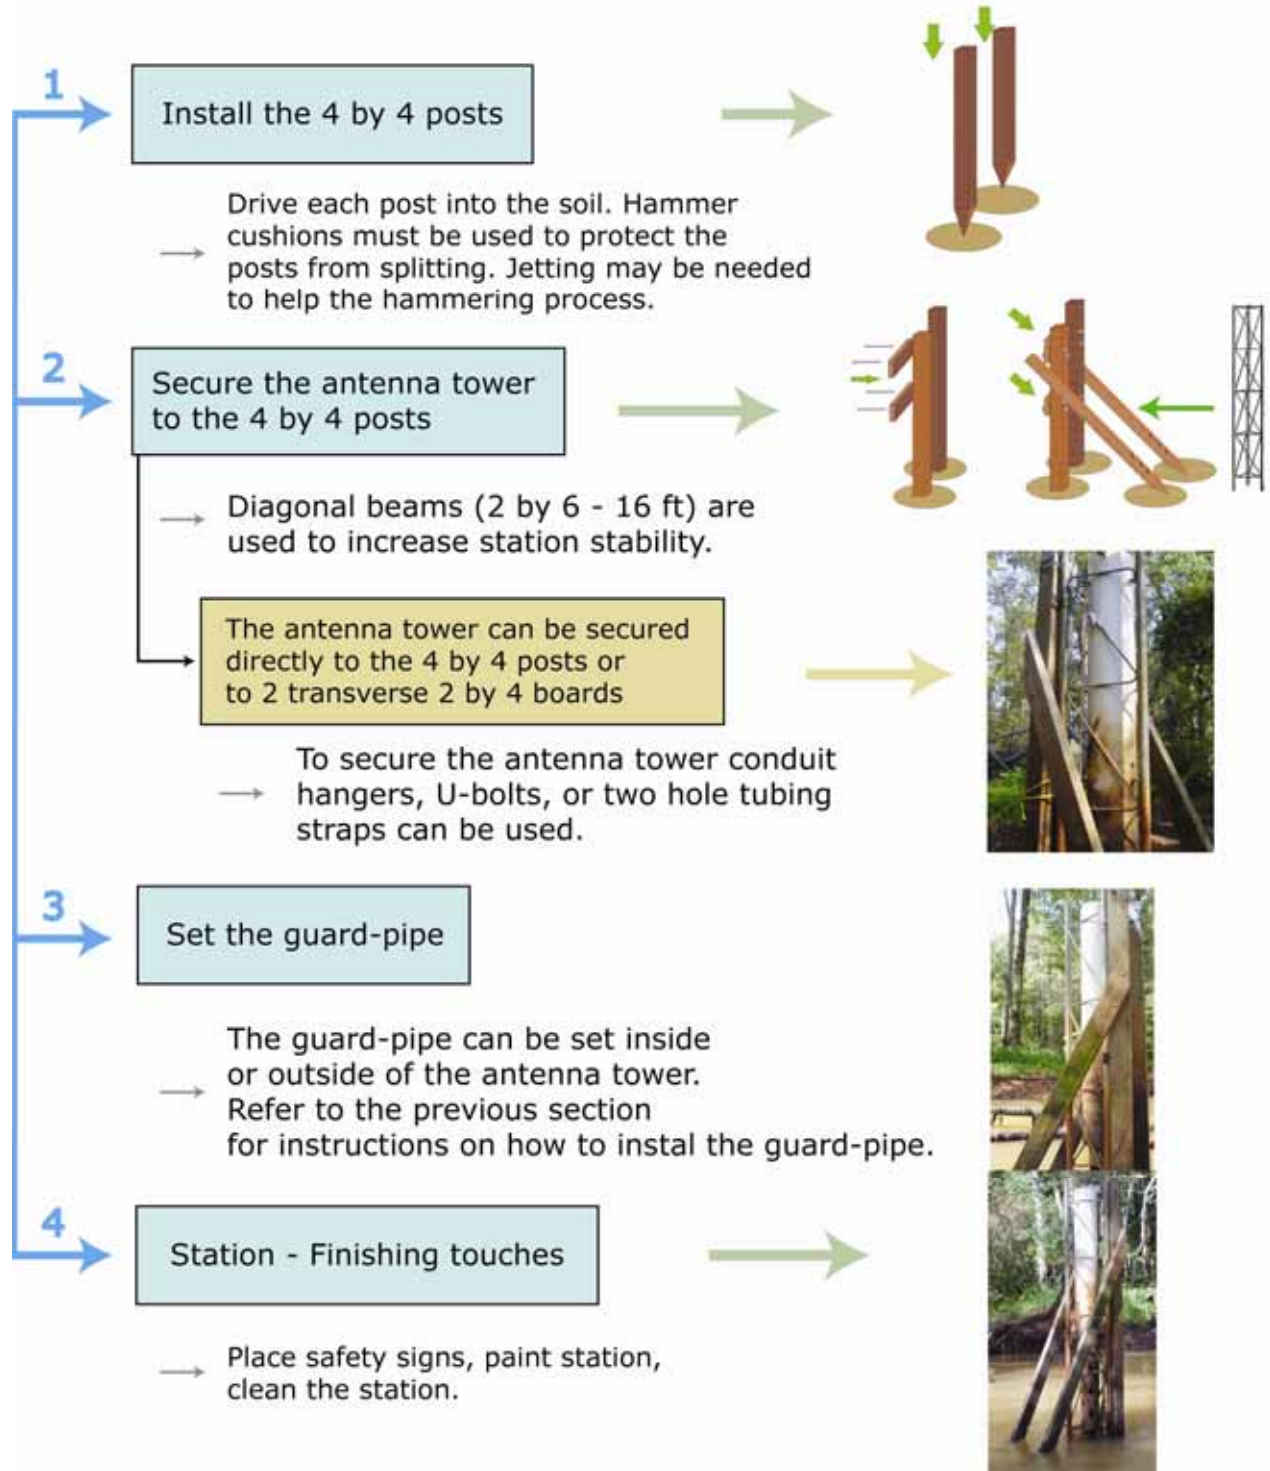 1
Install the 4 by 4 posts
Drive each post into the soil. Hammer
cushions must be used to protect the
posts from splitting. Jetting may be needed
to help the hammering process.
2
Secure the antenna tower
to the 4 by 4 posts
Diagonal beams (2 by 6 - 16 ft) are
used to increase station stability.
The antenna tower can be secured
directly to the 4 by 4 posts or
to 2 transverse 2 by 4 boards
To secure the antenna tower conduit
hangers, U-bolts, or two hole tubing
straps can be used.
3
Set the guard-pipe
The guard-pipe can be set inside
or outside of the antenna tower.
Refer to the previous section
for instructions on how to instal the guard-pipe.
4
Station - Finishing touches
Place safety signs, paint station,
clean the station.